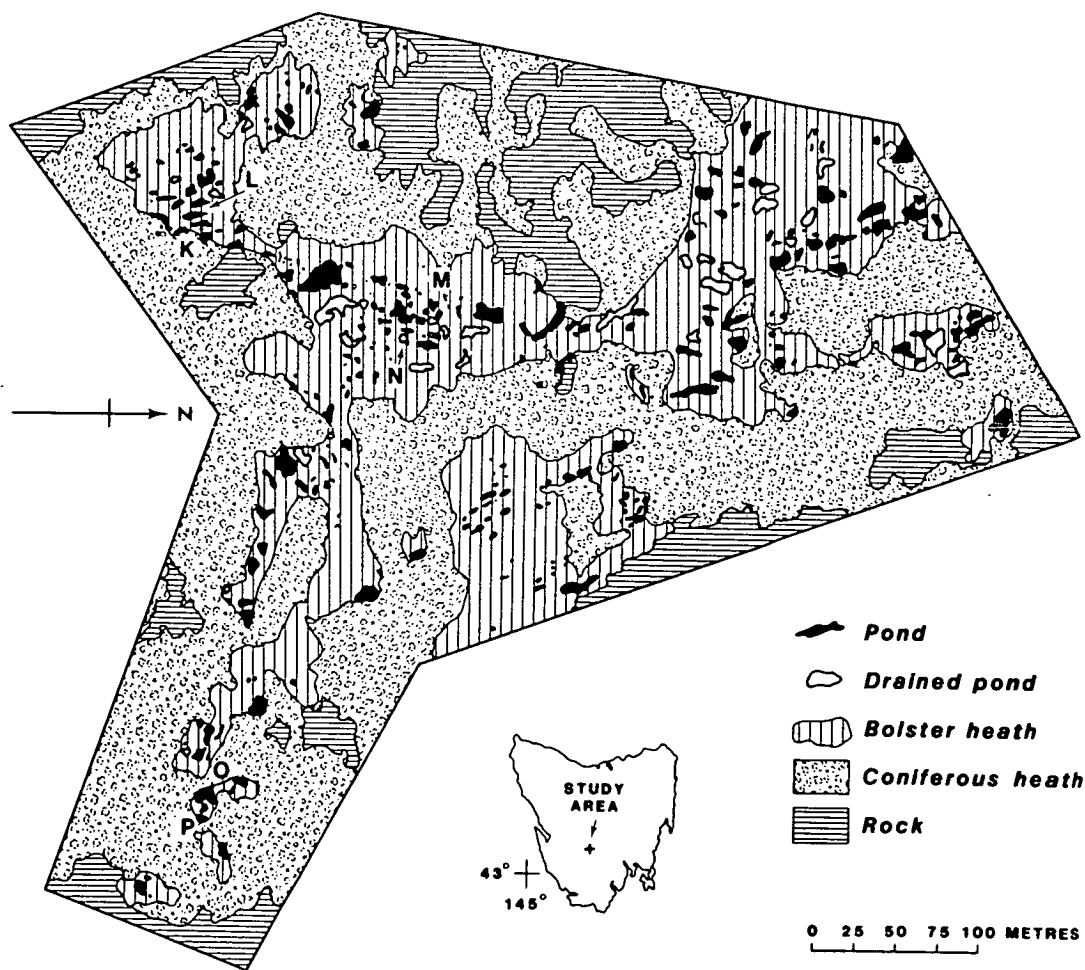 L
K
M
N
N
O
P
Pond
Drained pond
Bolster heath
Coniferous heath
Rock
STUDY
AREA
43°
145°
0 25 50 75 100 METRES